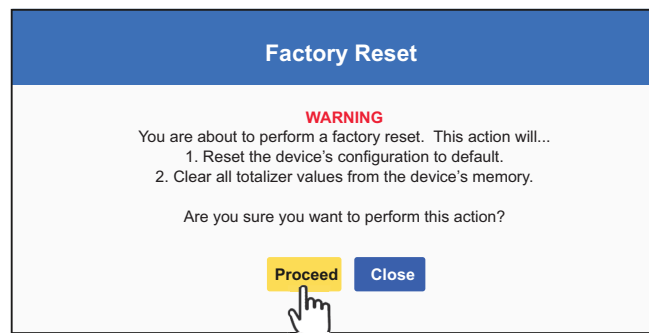 Factory Reset
WARNING
You are about to perform a factory reset.  This action will...
1. Reset the device’s configuration to default.
2. Clear all totalizer values from the device’s memory.
Are you sure you want to perform this action?
Proceed
Close